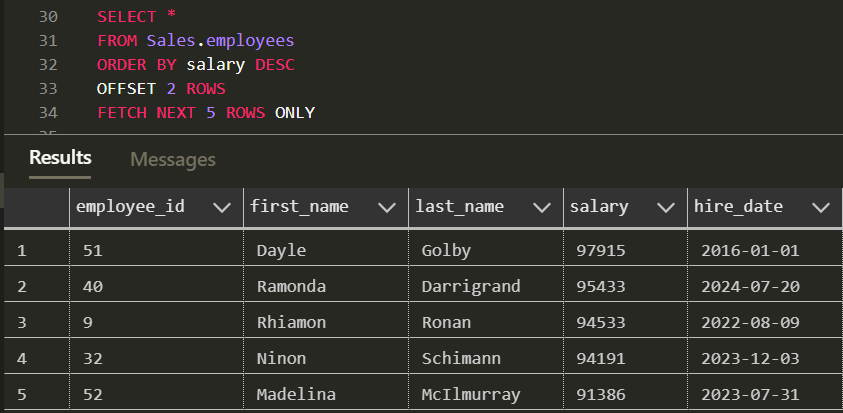 30 SELECT *
31 FROM Sales.employees
32 ORDER BY salary DESC
33 OFFSET 2 ROWS
34 FETCH NEXT 5 ROWS ONLY
Results Messages
employee_id first_name last_name salary hire_date
1 51 Dayle Golby 97915 2016-01-01
2 40 Ramonda Darrigrand 95433 2024-07-20
3 9 Rhiamon Ronan 94533 2022-08-09
4 32 Ninon Schimann 94191 2023-12-03
5 52 Madelina McIlmurray 91386 2023-07-31